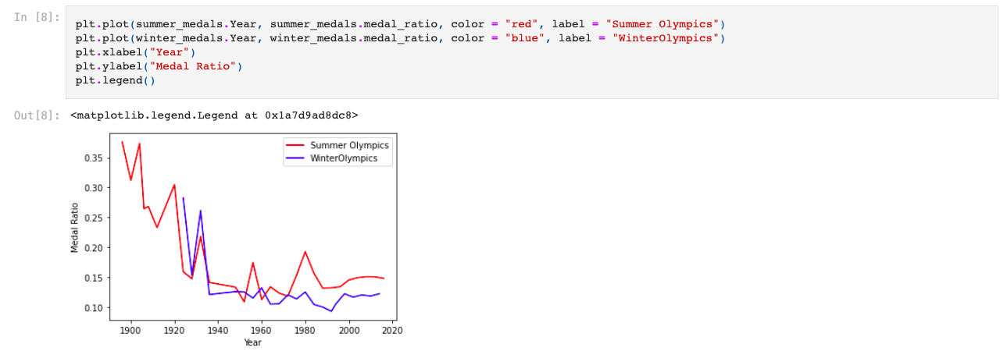 In [8]:
plt.plot(summer_medals.Year, summer_medals.medal_ratio, color = "red", label = "Summer Olympics")
plt.plot(winter_medals.Year, winter_medals.medal_ratio, color = "blue", label = "WinterOlympics")
plt.xlabel("Year")
plt.ylabel("Medal Ratio")
plt.legend()
Out[8]:
<matplotlib.legend.Legend at 0x1a7d9ad8dc8>
Summer Olympics
WinterOlympics
0.35
0.30
0.25
0.20
0.15
0.10
Medal Ratio
1900 1920 1940 1960 1980 2000 2020
Year